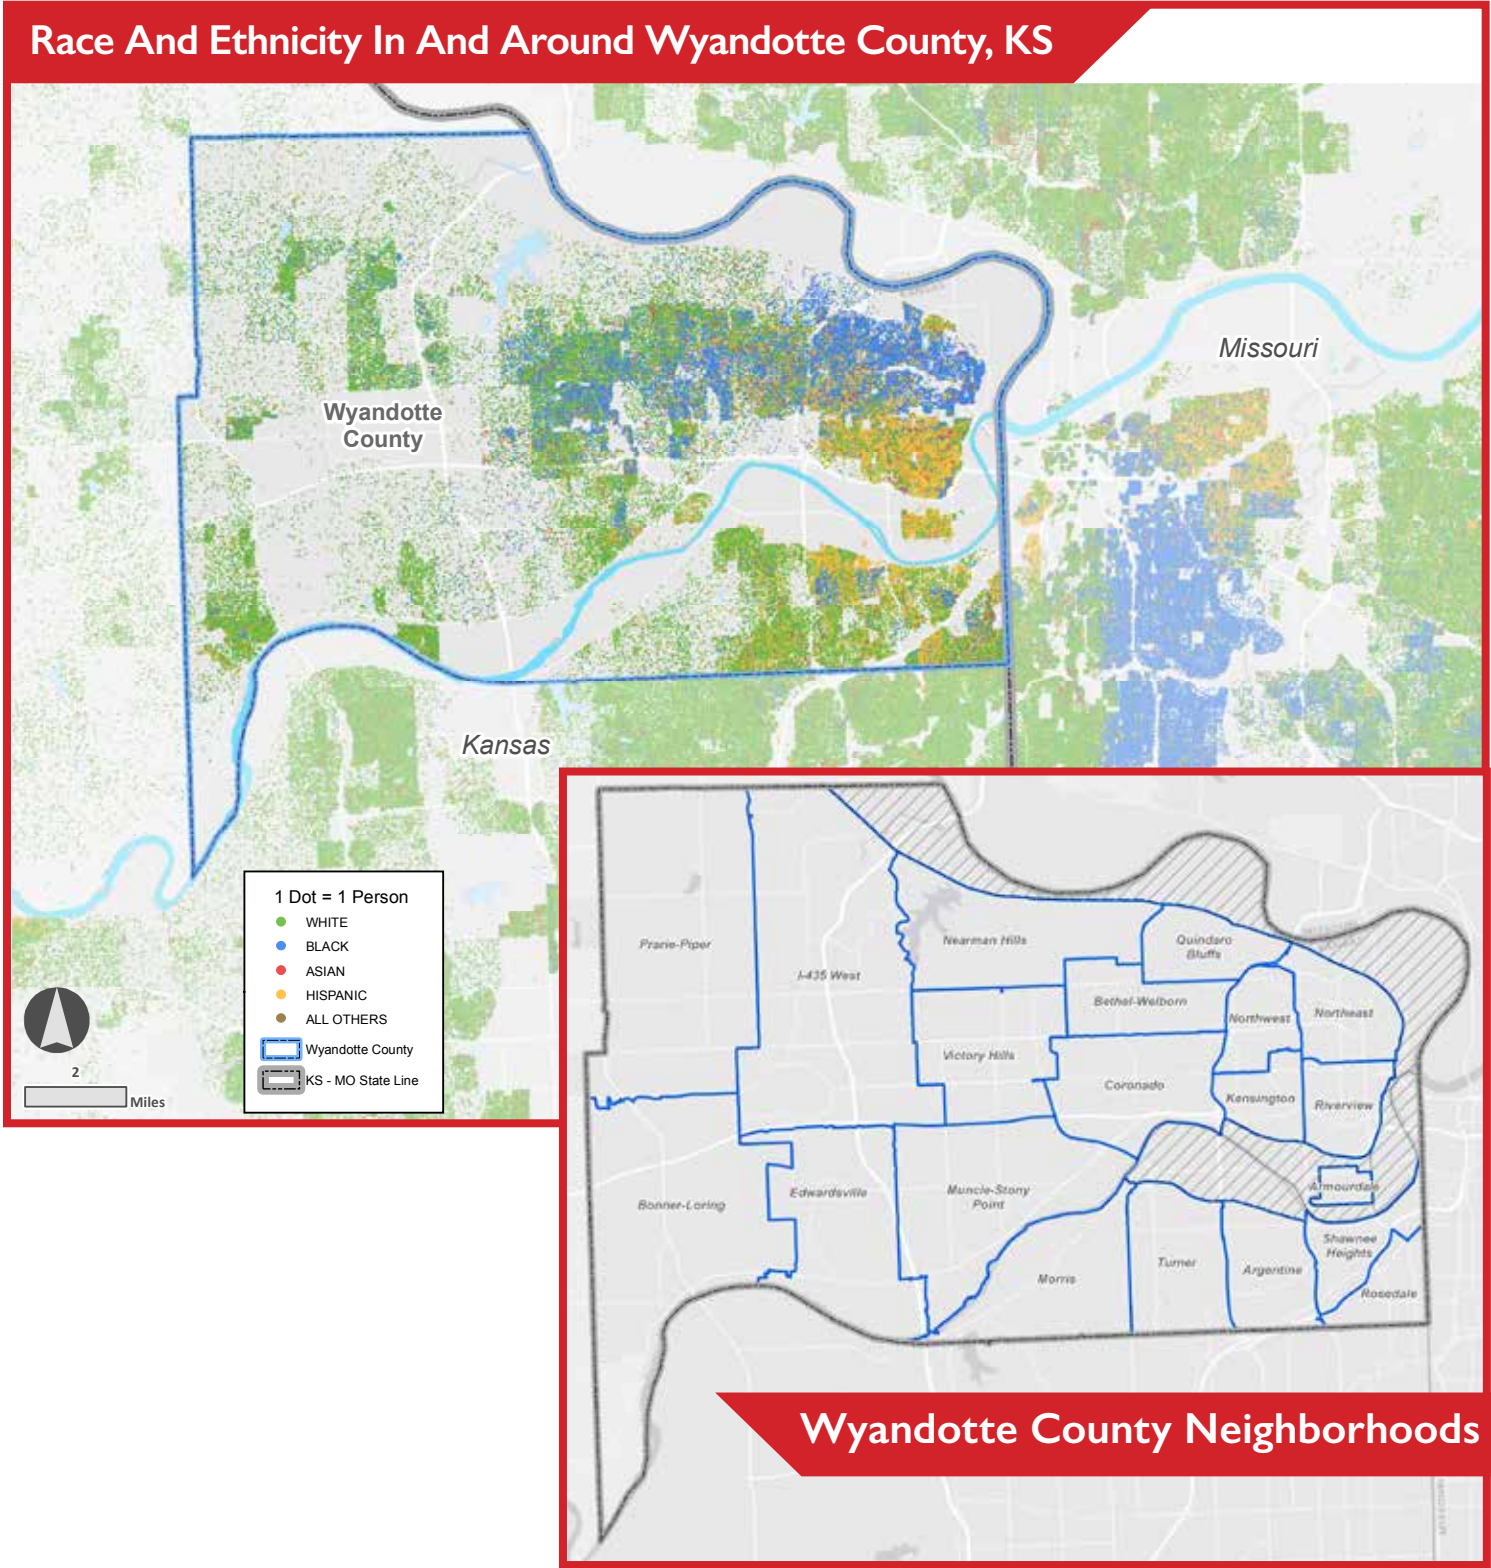 Race And Ethnicity In And Around Wyandotte County, KS
Missouri
Wyandotte
County
Kansas
1 Dot = 1 Person
WHITE
BLACK
ASIAN
HISPANIC
ALL OTHERS
Wyandotte County
KS - MO State Line
2
Miles
Prarie-Piper
I-435 West
Nearman Hills
Quindaro
Bluffs
Bethel-Welborn
Northwest
Northeast
Victory Hills
Coronado
Kensington
Riverview
Bonner-Loring
Edwardsville
Muncie-Stony
Point
Armourdale
Morris
Turner
Argentine
Shawnee
Heights
Rosedale
Wyandotte County Neighborhoods